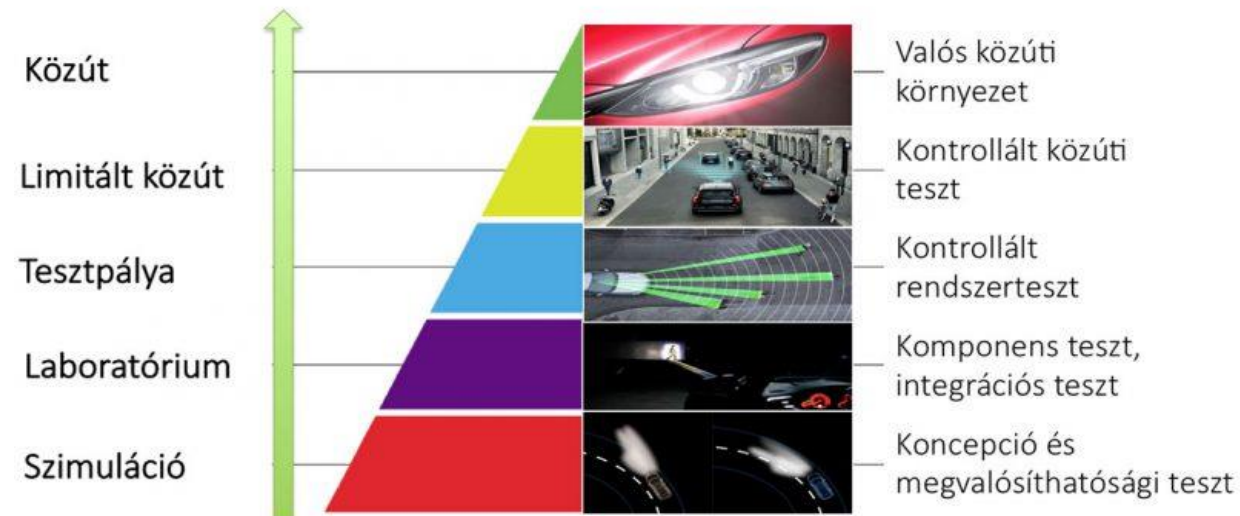 Közút
Valós közúti
környezet
Limitált közút
Kontrollált közúti
teszt
Tesztpálya
Kontrollált
rendszerteszt
Laboratórium
Komponens teszt,
integrációs teszt
Szimuláció
Koncepció és
megvalósíthatósági teszt